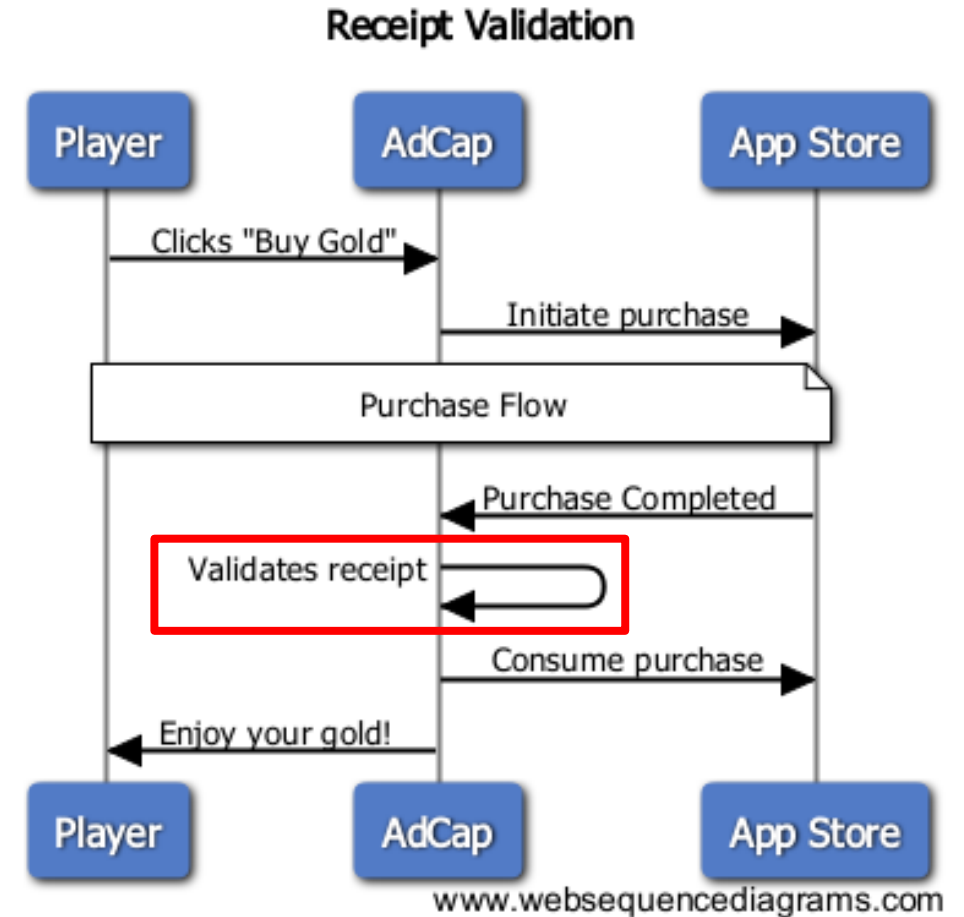 Receipt Validation
Player
AdCap
App Store
Clicks "Buy Gold"
Initiate purchase
Purchase Flow
Purchase Completed
Validates receipt
Consume purchase
Enjoy your gold!
Player
AdCap
App Store
www.websequencediagrams.com